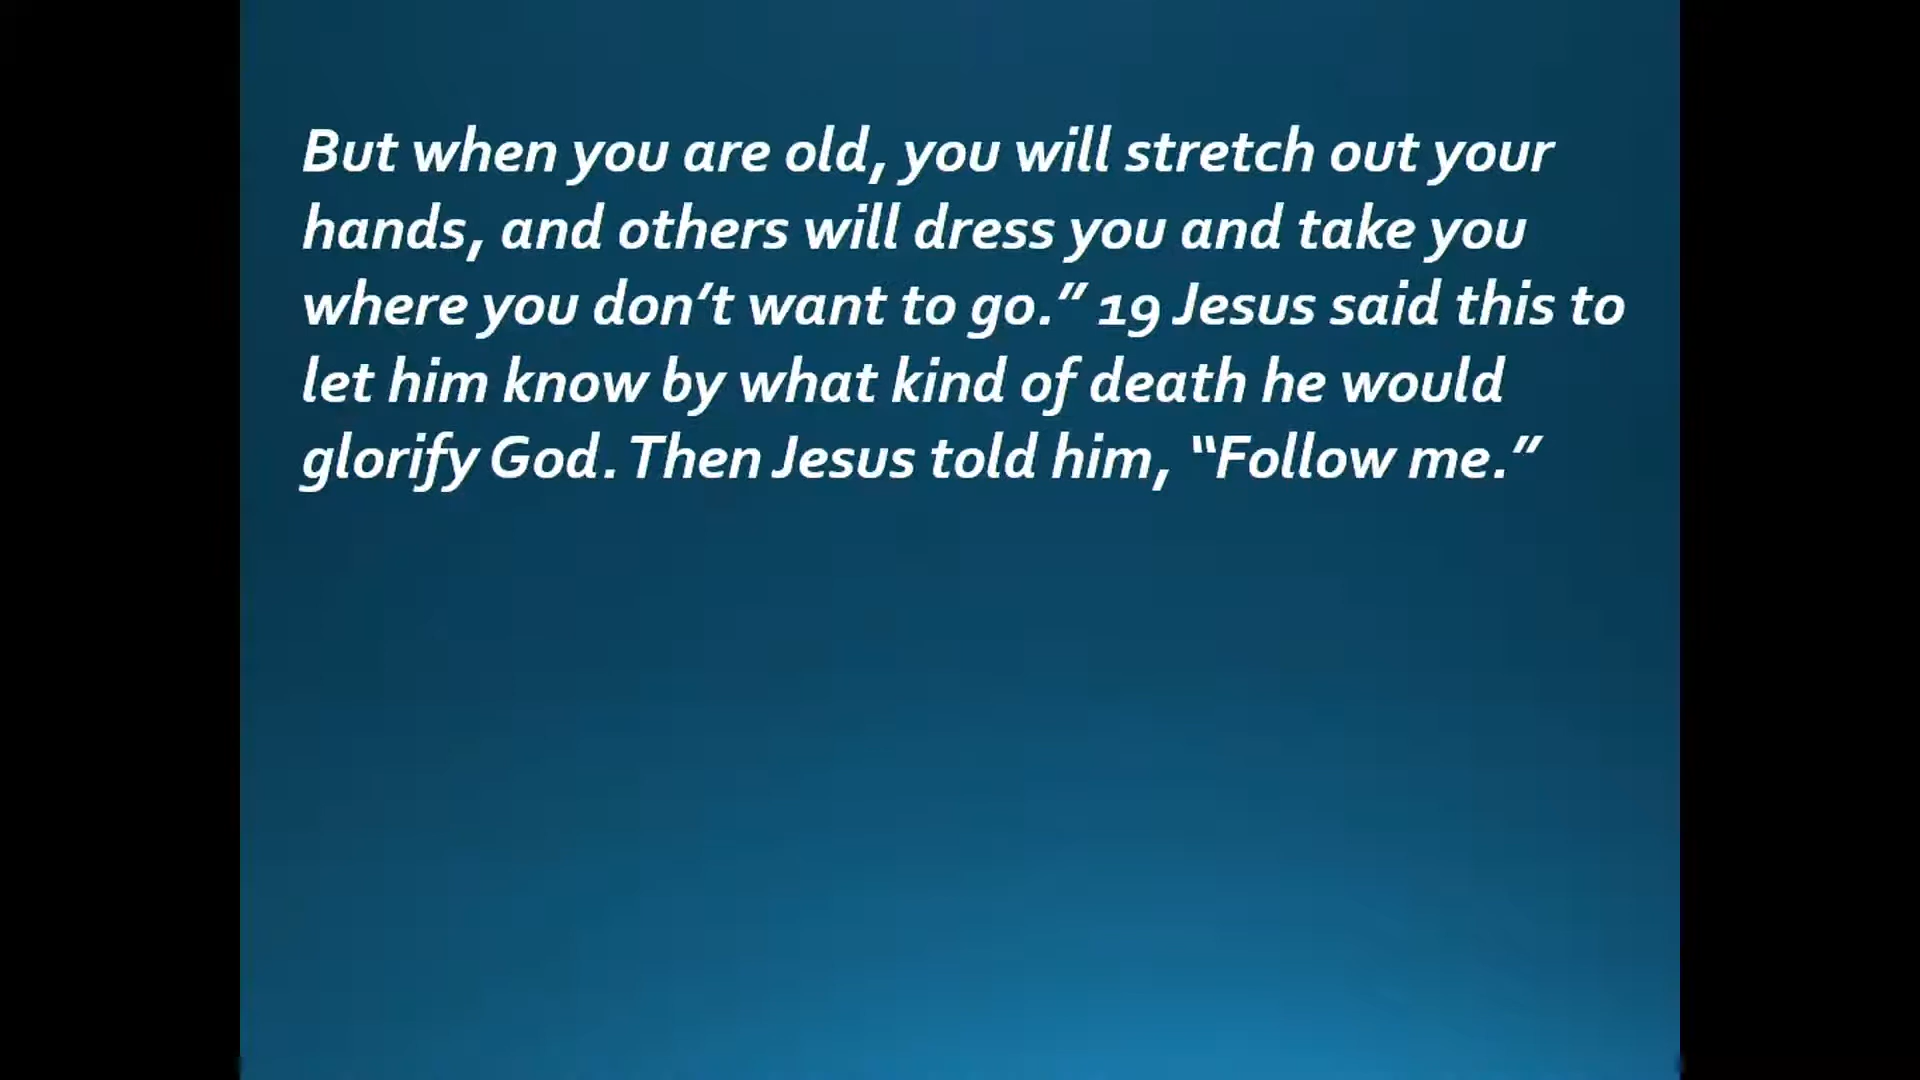 But when you are old, you will stretch out your
hands, and others will dress you and take you
where you don’t want to go.” 19 Jesus said this to
let him know by what kind of death he would
glorify God. Then Jesus told him, “Follow me.”